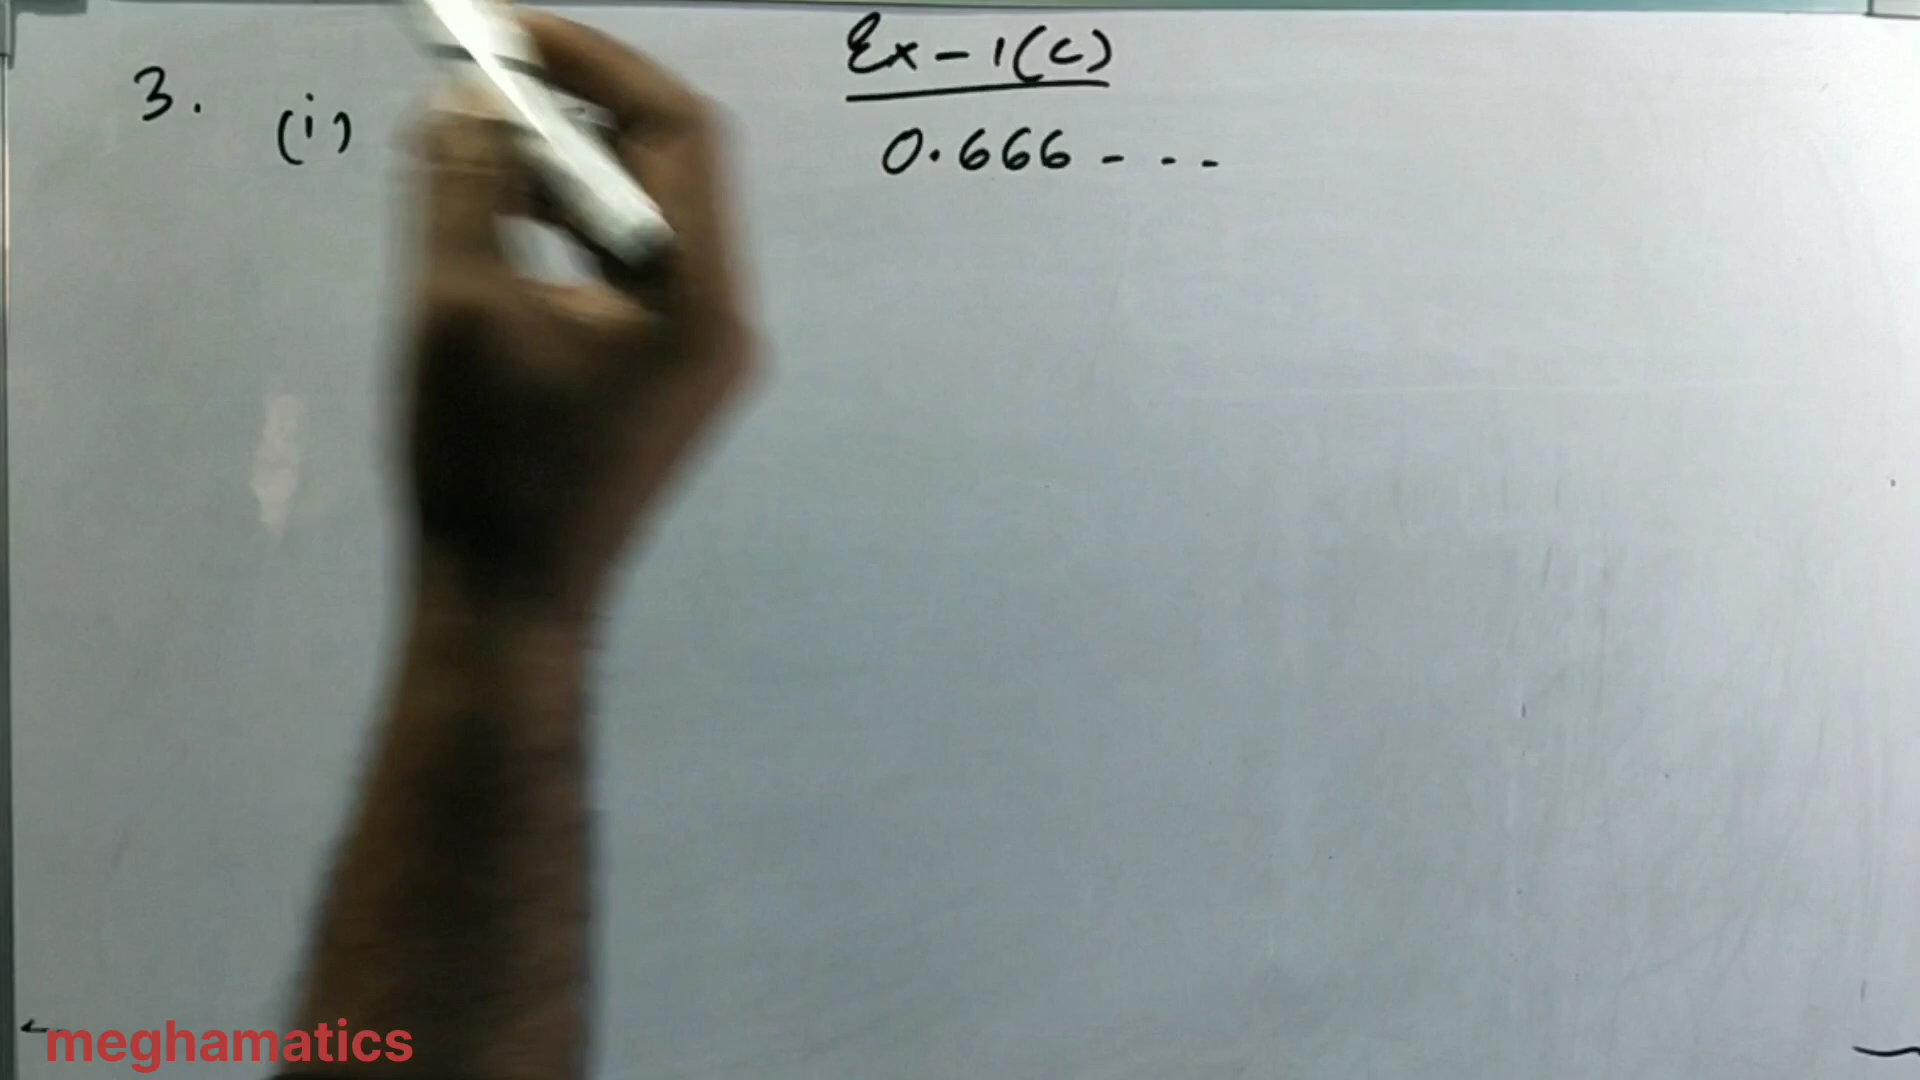 Ex - 1(c)
3. (i) 0.666 - - - 
meghamatics